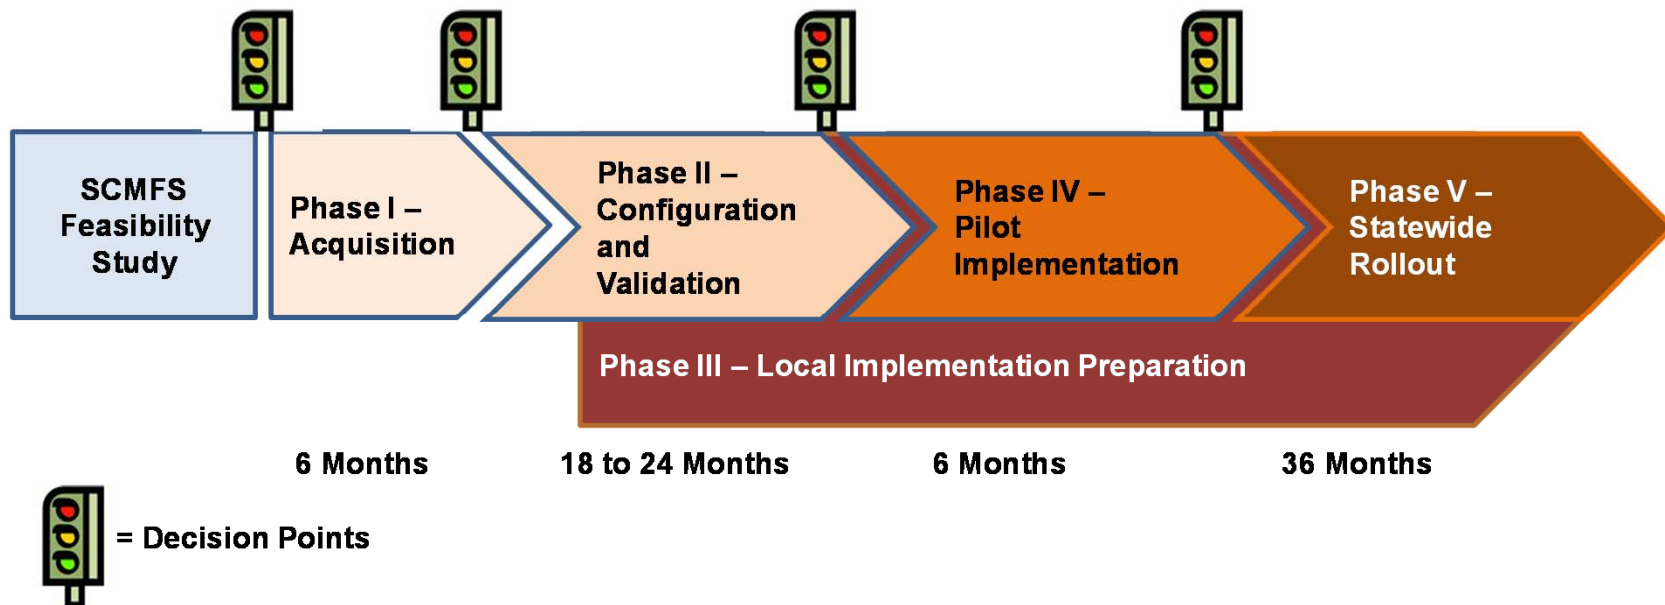 SCMFS
Feasibility
Study
Phase I –
Acquisition
Phase II –
Configuration
and
Validation
Phase IV –
Pilot
Implementation
Phase V –
Statewide
Rollout
Phase III – Local Implementation Preparation
6 Months
18 to 24 Months
6 Months
36 Months
= Decision Points